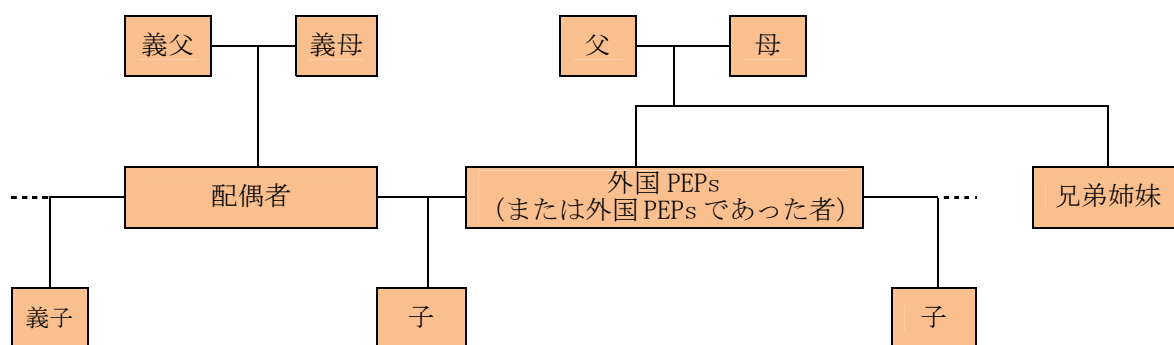 義父
義母
父
母
配偶者
外国 PEPs
(または外国 PEPs であった者)
兄弟姉妹
義子
子
子